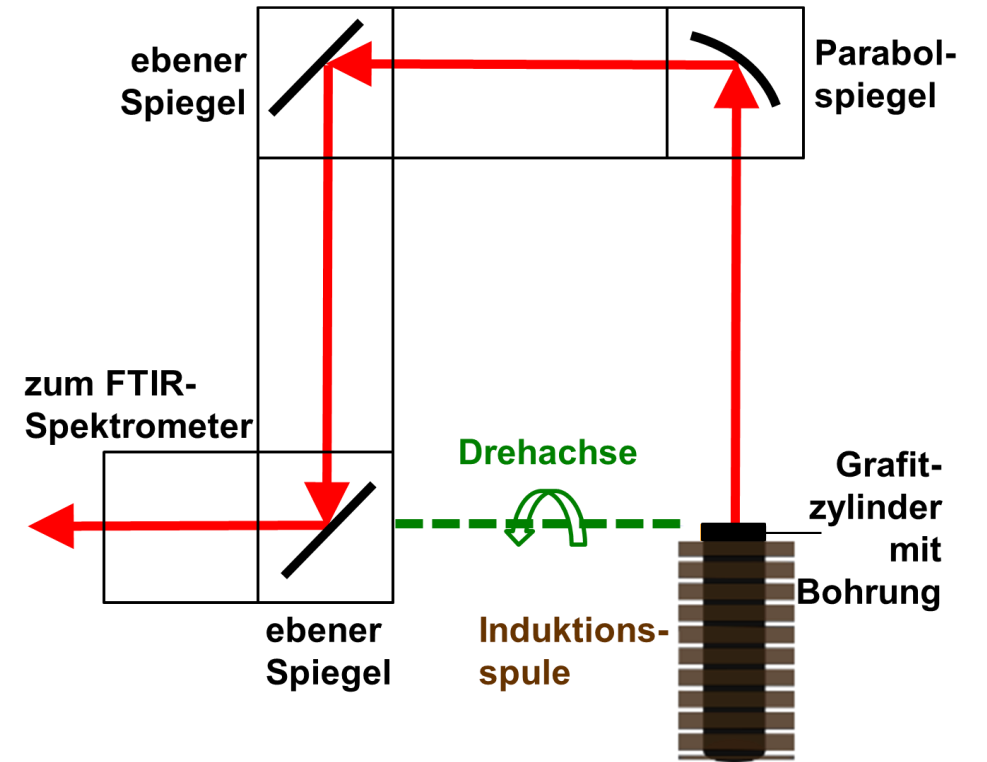 ebener
Spiegel
Parabol-
spiegel
zum FTIR-
Spektrometer
Drehachse
Grafit-
zylinder
mit
Bohrung
ebener
Spiegel
Induktions-
spule